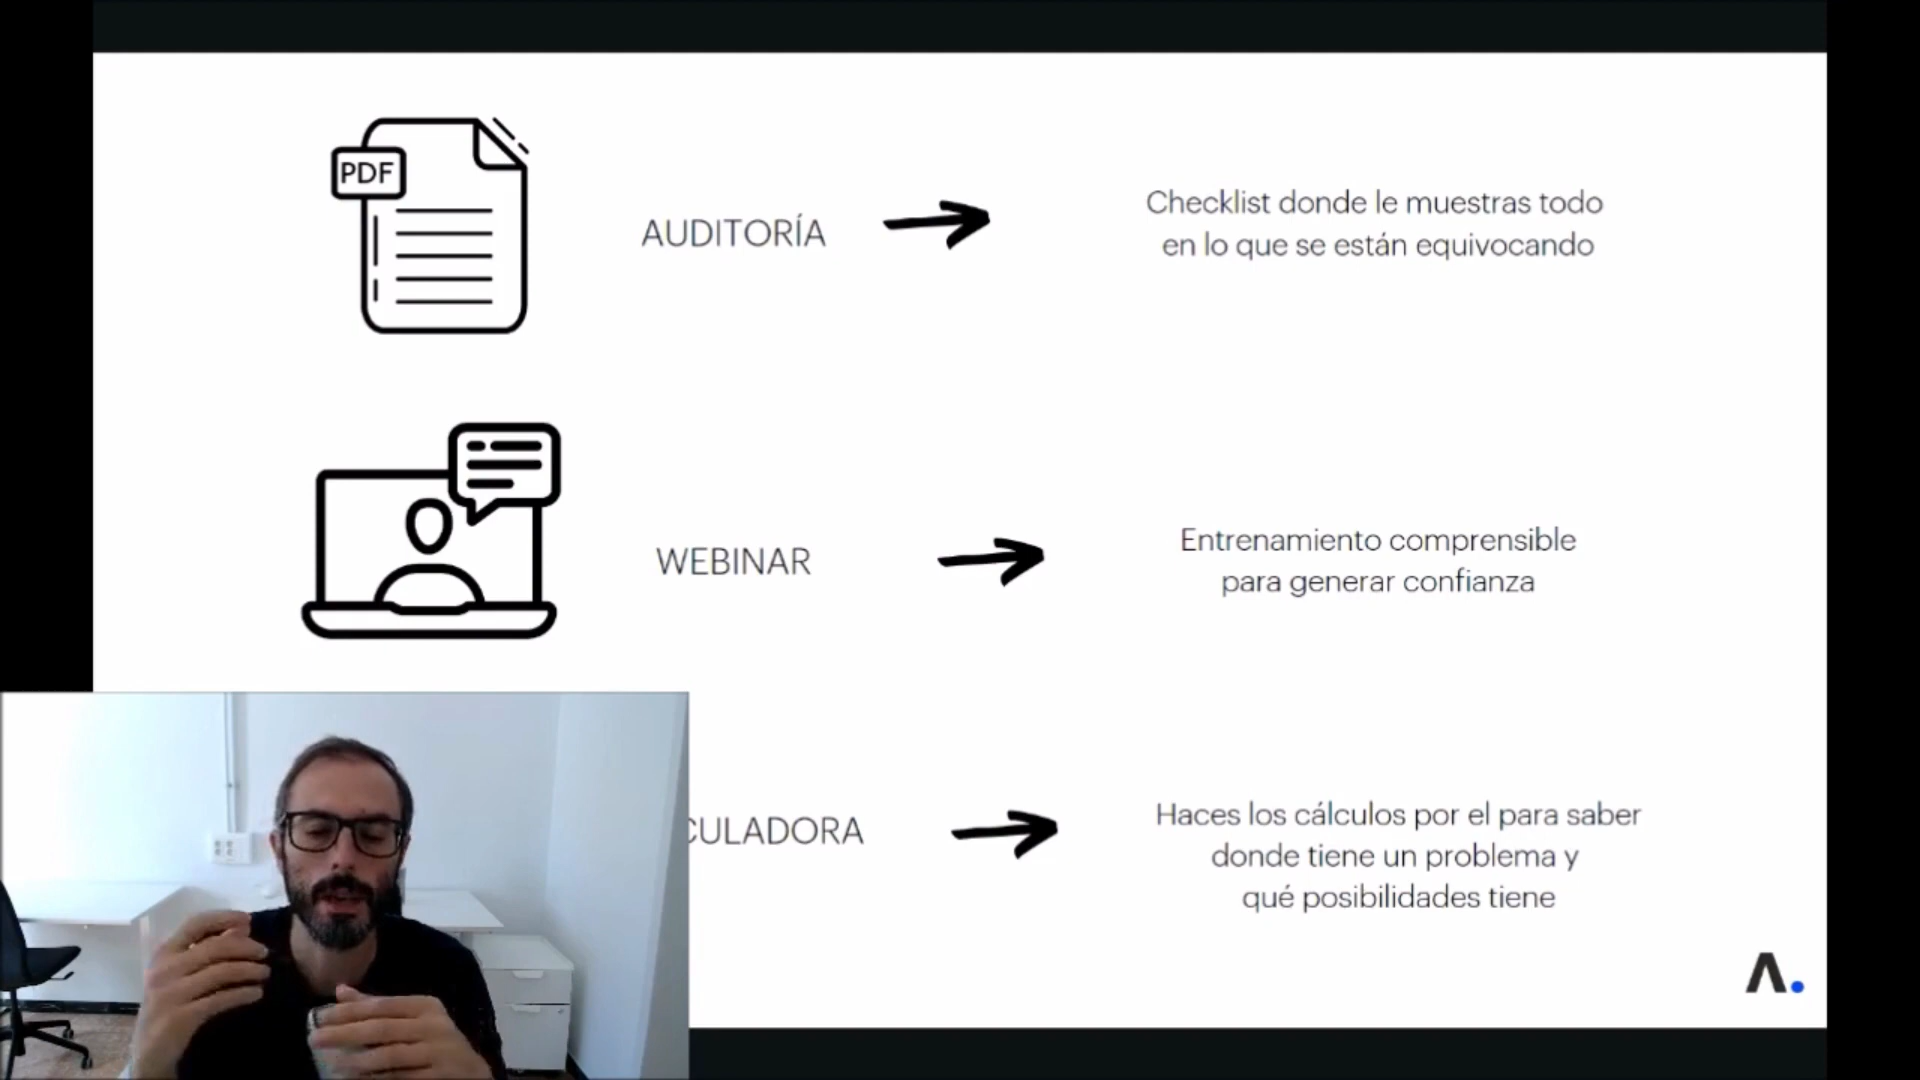 PDF
AUDITORÍA
Checklist donde le muestras todo
en lo que se están equivocando
WEBINAR
Entrenamiento comprensible
para generar confianza
CULADORA
Haces los cálculos por el para saber
donde tiene un problema y
qué posibilidades tiene